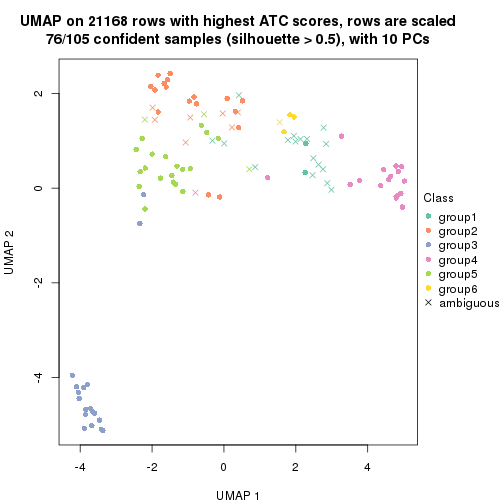 UMAP on 21168 rows with highest ATC scores, rows are scaled
76/105 confident samples (silhouette > 0.5), with 10 PCs
UMAP 2
2
0
-2
-4
-4
-2
0
2
4
UMAP 1
Class
group1
group2
group3
group4
group5
group6
ambiguous